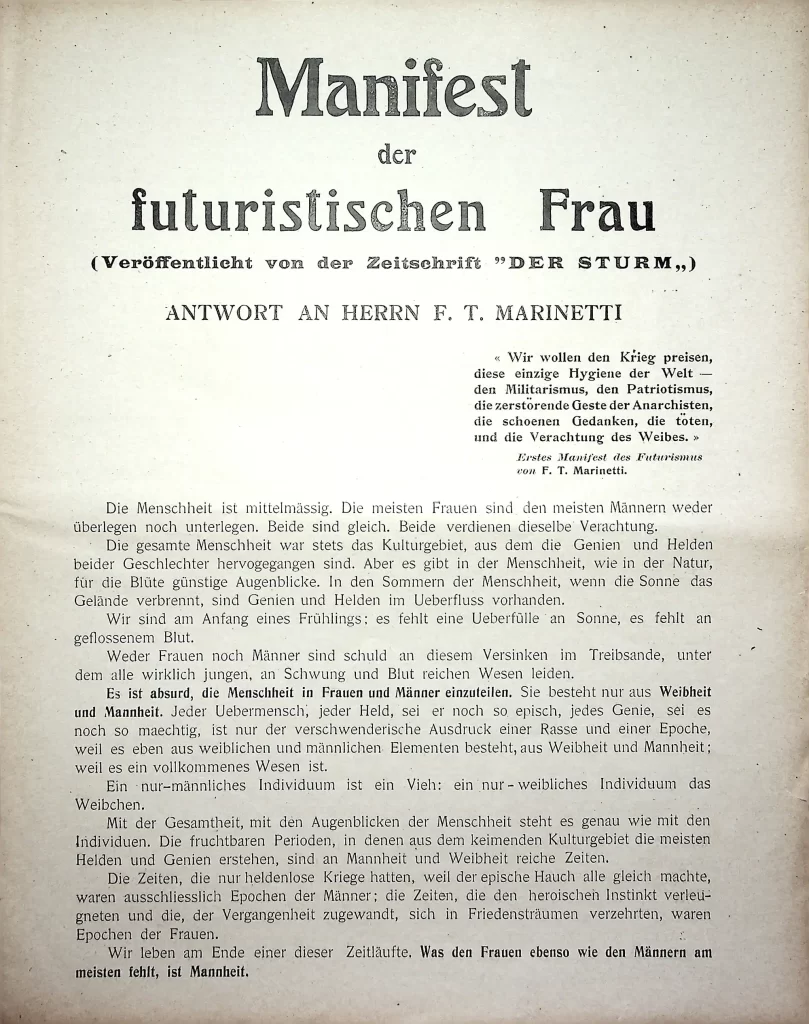 Manifest
der
futuristischen Frau
(Veröffentlicht von der Zeitschrift ”DER STURM„)
ANTWORT AN HERRN F. T. MARINETTI
« Wir wollen den Krieg preisen,
diese einzige Hygiene der Welt —
den Militarismus, den Patriotismus,
die zerstörende Geste der Anarchisten,
die schoenen Gedanken, die töten,
und die Verachtung des Weibes. »
Erstes Manifest des Futurismus
von F. T. Marinetti.
Die Menschheit ist mittelmässig. Die meisten Frauen sind den meisten Männern weder
überlegen noch unterlegen. Beide sind gleich. Beide verdienen dieselbe Verachtung.
Die gesamte Menschheit war stets das Kulturgebiet, aus dem die Genien und Helden
beider Geschlechter hervogegangen sind. Aber es gibt in der Menschheit, wie in der Natur,
für die Blüte günstige Augenblicke. In den Sommern der Menschheit, wenn die Sonne das
Gelände verbrennt, sind Genien und Helden im Ueberfluss vorhanden.
Wir sind am Anfang eines Frühlings; es fehlt eine Ueberfülle an Sonne, es fehlt an
geflossenem Blut.
Weder Frauen noch Männer sind schuld an diesem Versinken im Treibsande, unter
dem alle wirklich jungen, an Schwung und Blut reichen Wesen leiden.
Es ist absurd, die Menschheit in Frauen und Männer einzuteilen. Sie besteht nur aus Weibheit
und Mannheit. Jeder Uebermensch, jeder Held, sei er noch so episch, jedes Genie, sei es
noch so maechtig, ist nur der verschwenderische Ausdruck einer Rasse und einer Epoche,
weil es eben aus weiblichen und männlichen Elementen besteht, aus Weibheit und Mannheit;
weil es ein vollkommenes Wesen ist.
Ein nur-männliches Individuum ist ein Vieh: ein nur-weibliches Individuum das
Weibchen.
Mit der Gesamtheit, mit den Augenblicken der Menschheit steht es genau wie mit den
Individuen. Die fruchtbaren Perioden, in denen aus dem keimenden Kulturgebiet die meisten
Helden und Genien erstehen, sind an Mannheit und Weibheit reiche Zeiten.
Die Zeiten, die nur heldenlose Kriege hatten, weil der epische Hauch alle gleich machte,
waren ausschliesslich Epochen der Männer; die Zeiten, die den heroischen Instinkt verleu-
gneten und die, der Vergangenheit zugewandt, sich in Friedensträumen verzehrten, waren
Epochen der Frauen.
Wir leben am Ende einer dieser Zeitläufte. Was den Frauen ebenso wie den Männern am
meisten fehlt, ist Mannheit.